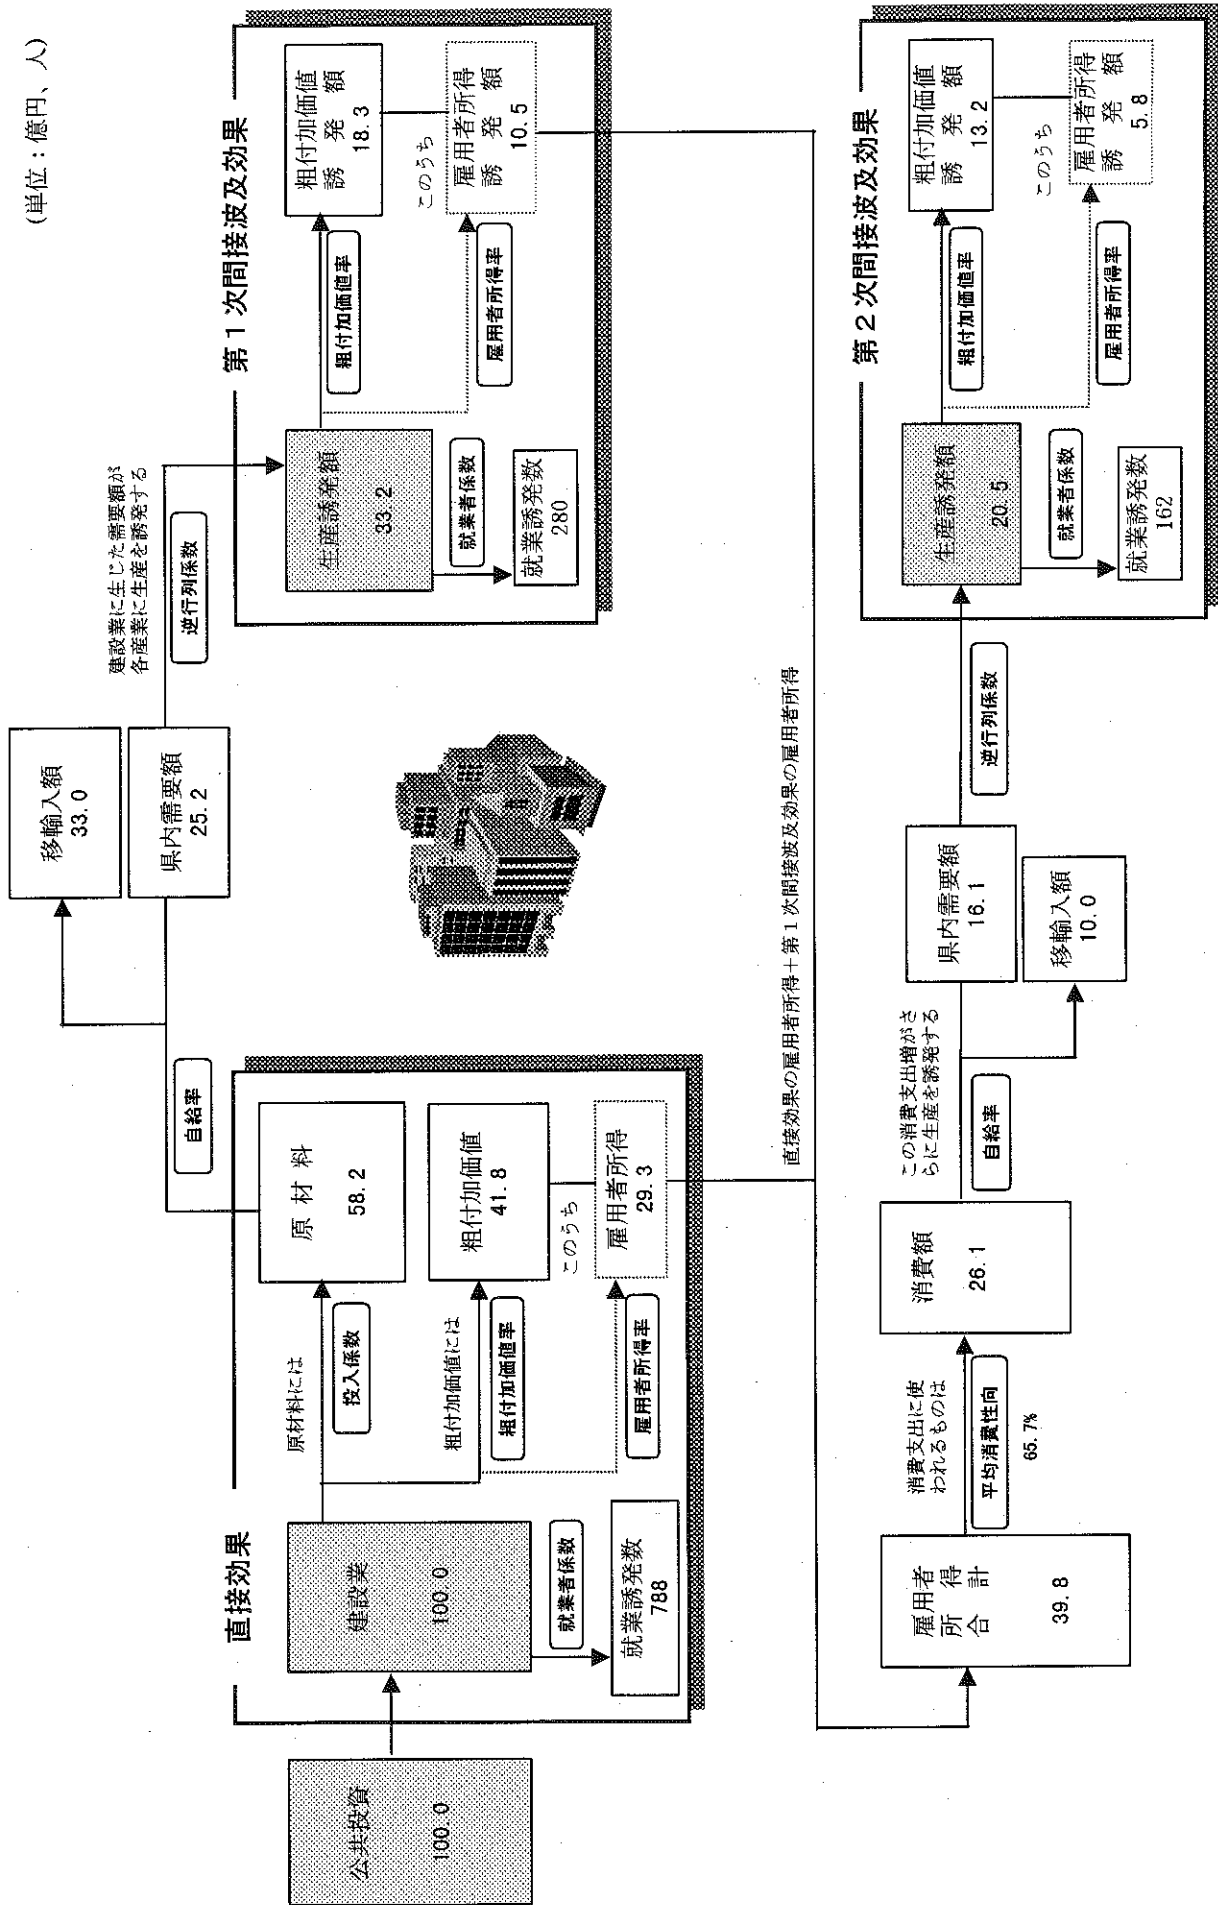 (単位：億円、人)
直接効果
公共投資
100.0
建設業
100.0
就業者係数
就業誘発数
788
原材料には
投入係数
原材料
58.2
粗付加価値には
粗付加価値率
粗付加価値
41.8
このうち
雇用者所得率
雇用者所得
29.3
自給率
移輸入額
33.0
県内需要額
25.2
建設業に生じた需要額が
各産業に生産を誘発する
逆行列係数
第1次間接波及効果
生産誘発額
33.2
就業者係数
就業誘発数
280
粗付加価値率
粗付加価値
誘発額
18.3
このうち
雇用者所得率
雇用者所得
誘発額
10.5
直接効果の雇用者所得＋第1次間接波及効果の雇用者所得
雇用者
所得
合計
39.8
消費支出に使
われるものは
平均消費性向
65.7%
消費額
26.1
この消費支出増がさ
らに生産を誘発する
自給率
県内需要額
16.1
移輸入額
10.0
逆行列係数
第2次間接波及効果
生産誘発額
20.5
就業者係数
就業誘発数
162
粗付加価値率
粗付加価値
誘発額
13.2
このうち
雇用者所得率
雇用者所得
誘発額
5.8